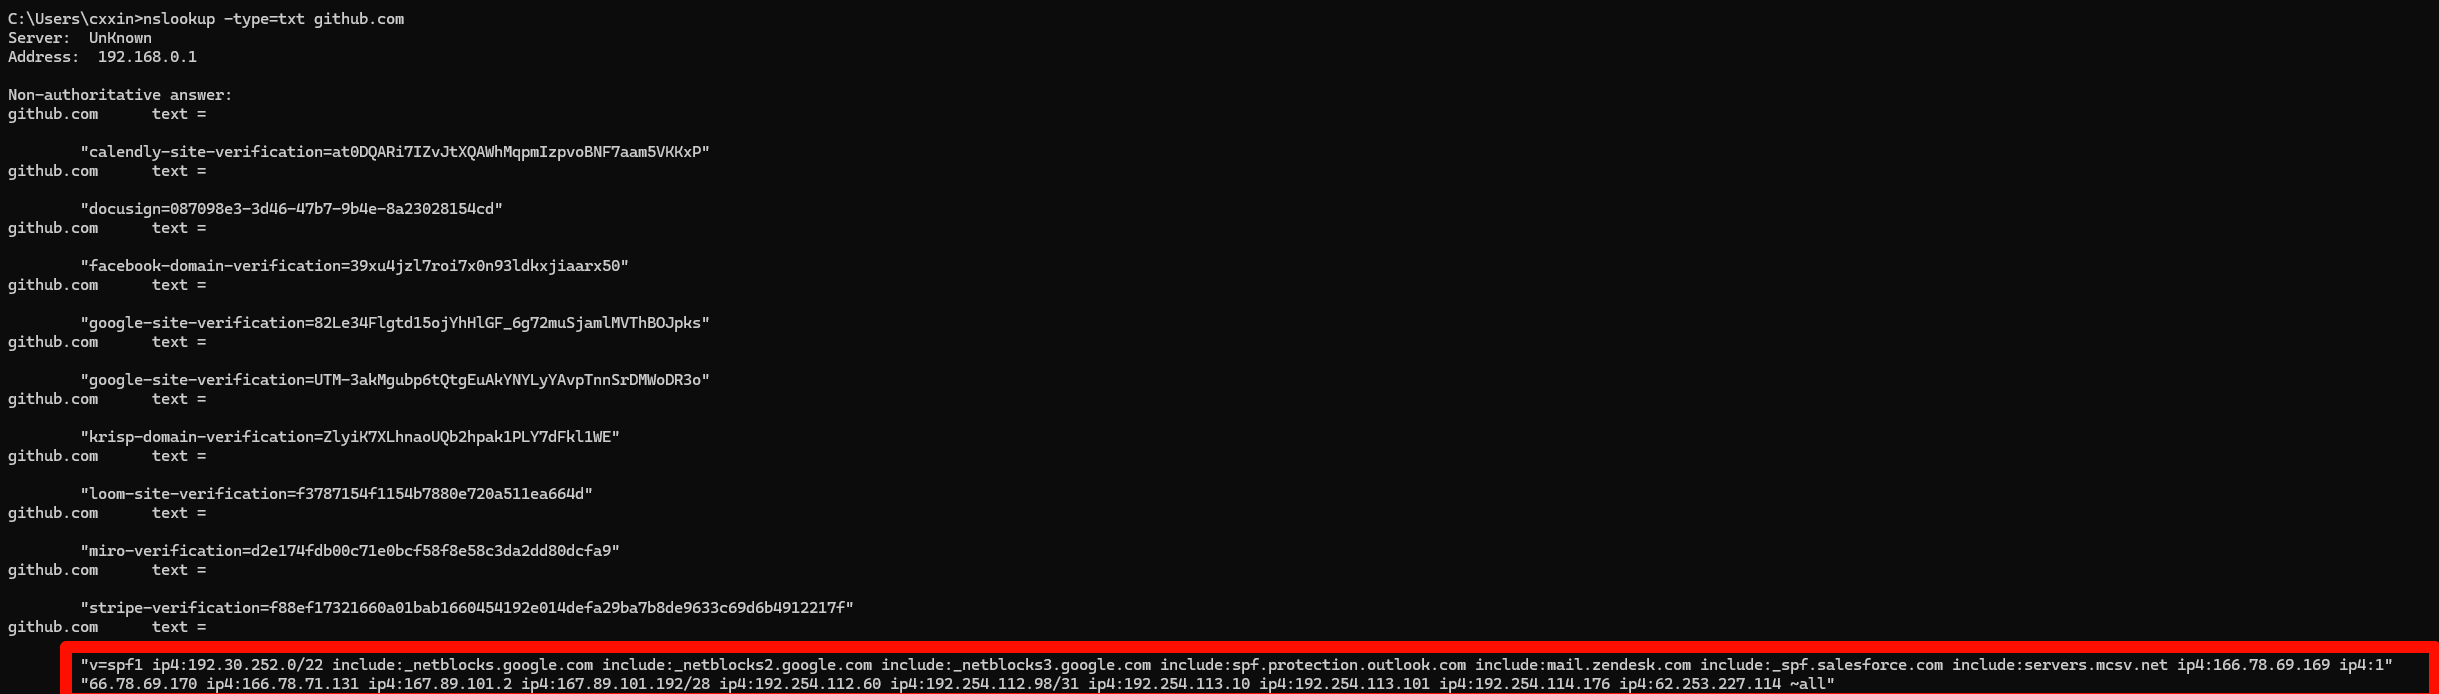 C:\Users\cxxin>nslookup -type=txt github.com
Server:  UnKnown
Address:  192.168.0.1
Non-authoritative answer:
github.com      text =
"calendly-site-verification=at0DQARi7IZvJtXQAWhMqpmIzpvoBNF7aam5VKKxP"
github.com      text =
"docusign=087098e3-3d46-47b7-9b4e-8a23028154cd"
github.com      text =
"facebook-domain-verification=39xu4jzl7roi7x0n93ldkxjiaarx50"
github.com      text =
"google-site-verification=82Le34Flgtd15ojYhHlGF_6g72muSjamlMVThBOJpks"
github.com      text =
"google-site-verification=UTM-3akMgubp6tQtgEuAkYNYLyYAvpTnnSrDMWoDR3o"
github.com      text =
"krisp-domain-verification=ZlyiK7XLhnaoUQb2hpak1PLY7dFkl1WE"
github.com      text =
"loom-site-verification=f3787154f1154b7880e720a511ea664d"
github.com      text =
"miro-verification=d2e174fdb00c71e0bcf58f8e58c3da2dd80dcfa9"
github.com      text =
"stripe-verification=f88ef17321660a01bab1660454192e014defa29ba7b8de9633c69d6b4912217f"
github.com      text =
"v=spf1 ip4:192.30.252.0/22 include:_netblocks.google.com include:_netblocks2.google.com include:_netblocks3.google.com include:spf.protection.outlook.com include:mail.zendesk.com include:_spf.salesforce.com include:servers.mcsv.net ip4:166.78.69.169 ip4:1"
"66.78.69.170 ip4:166.78.71.131 ip4:167.89.101.2 ip4:167.89.101.192/28 ip4:192.254.112.60 ip4:192.254.112.98/31 ip4:192.254.113.10 ip4:192.254.113.101 ip4:192.254.114.176 ip4:62.253.227.114 ~all"